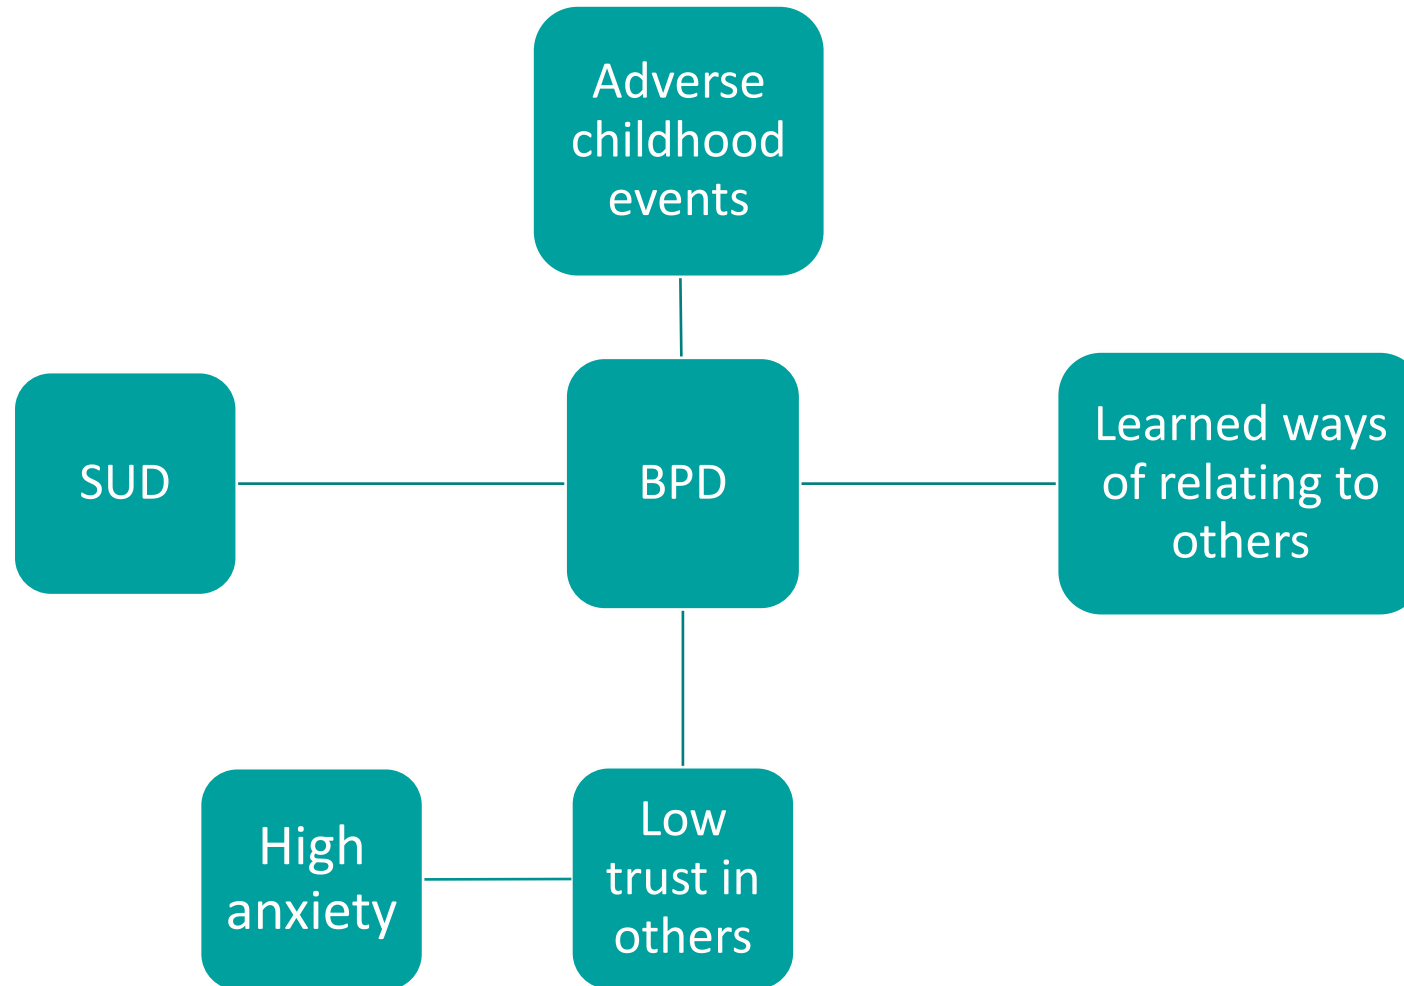 Adverse
childhood
events
SUD
BPD
Learned ways
of relating to
others
High
anxiety
Low
trust in
others